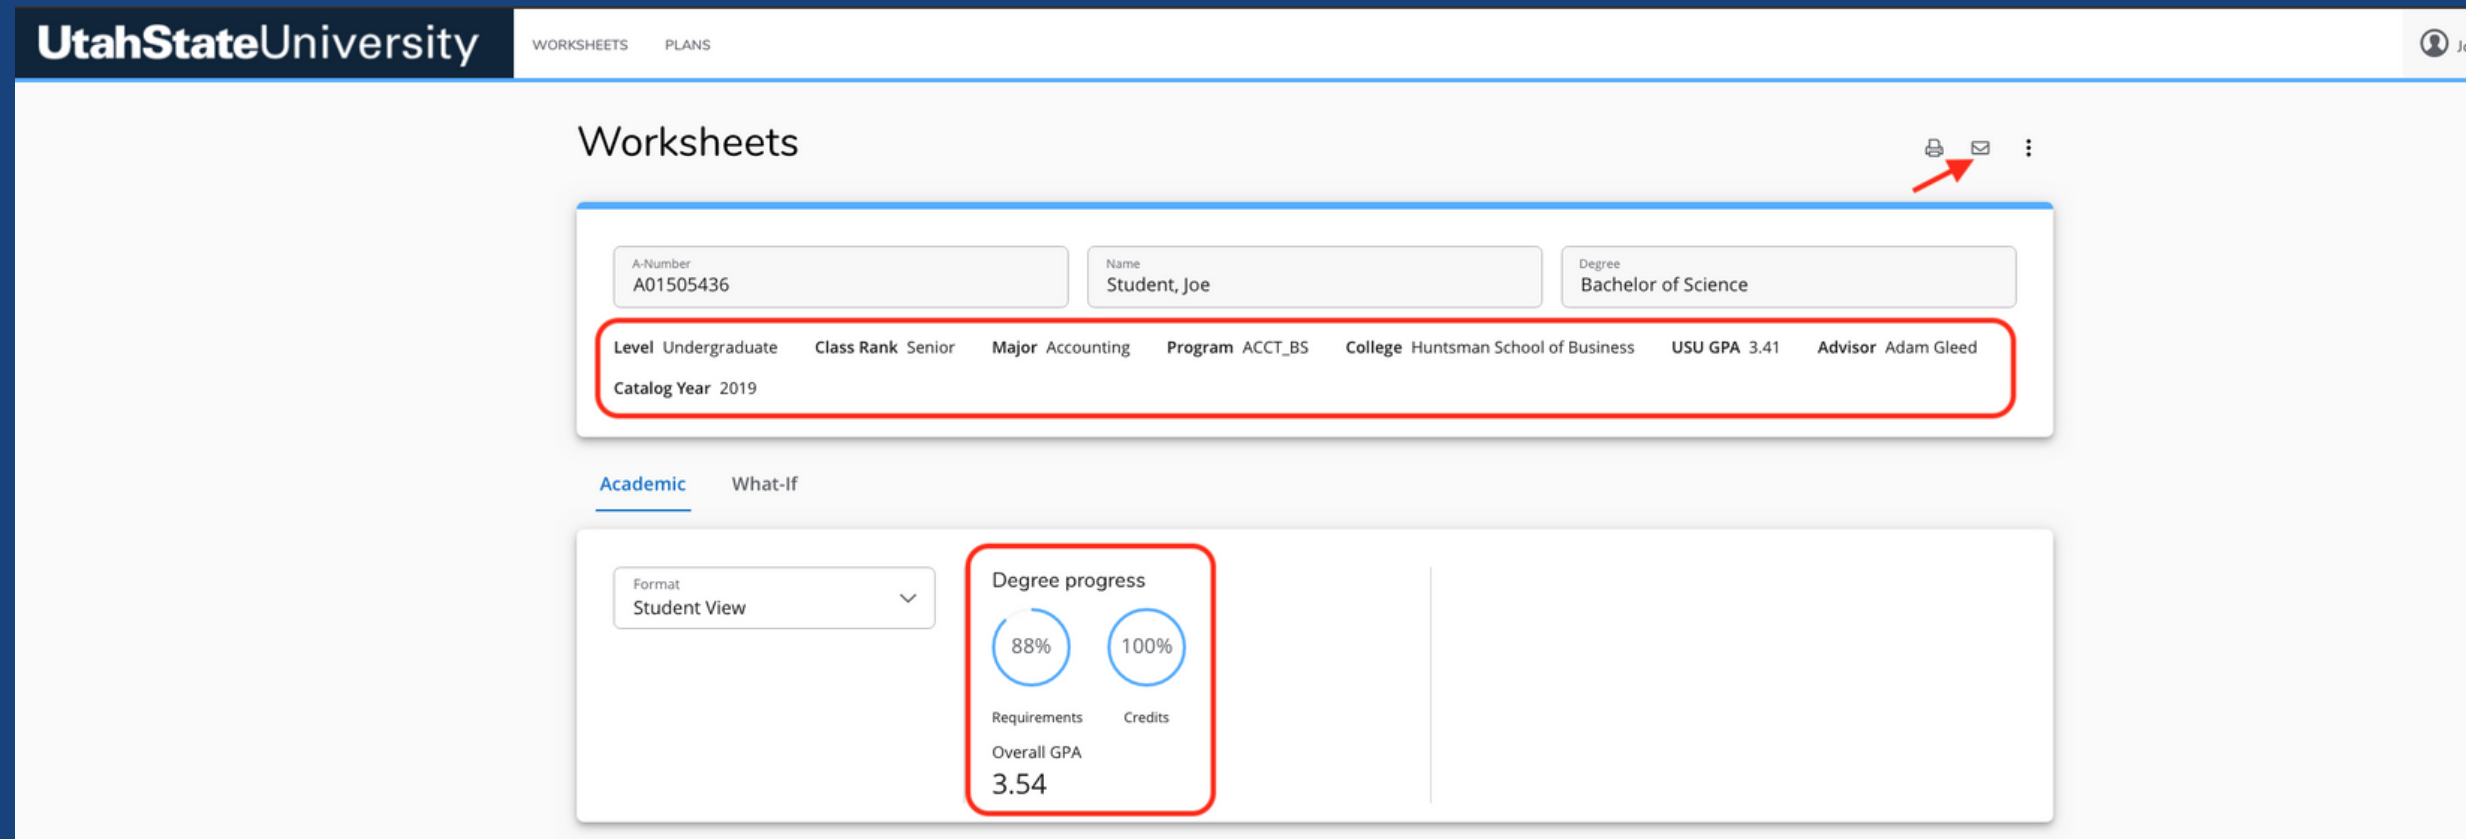 UtahStateUniversity WORKSHEETS PLANS
Worksheets
A-Number Name Degree
A01505436 Student, Joe Bachelor of Science
Level Undergraduate Class Rank Senior Major Accounting Program ACCT_BS College Huntsman School of Business USU GPA 3.41 Advisor Adam Gleed
Catalog Year 2019
Academic What-If
Format
Student View
Degree progress
88% 100%
Requirements Credits
Overall GPA
3.54